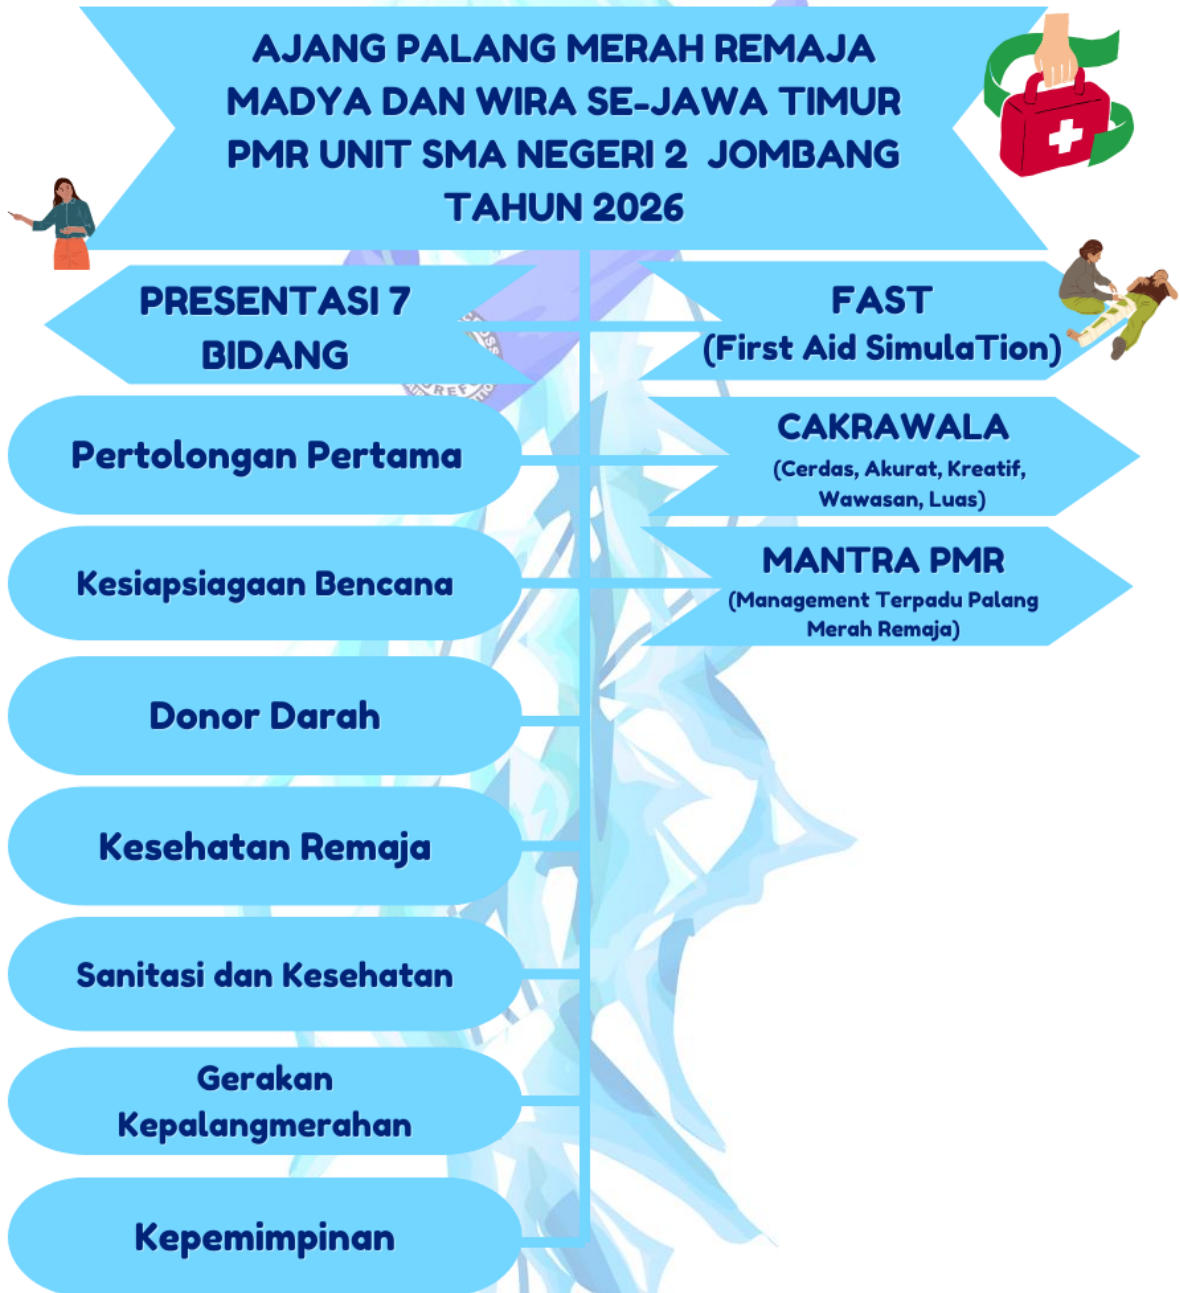 AJANG PALANG MERAH REMAJA
MADYA DAN WIRA SE-JAWA TIMUR
PMR UNIT SMA NEGERI 2 JOMBANG
TAHUN 2026
PRESENTASI 7
BIDANG
Pertolongan Pertama
Kesiapsiagaan Bencana
Donor Darah
Kesehatan Remaja
Sanitasi dan Kesehatan
Gerakan
Kepalangmerahan
Kepemimpinan
FAST
(First Aid SimulaTion)
CAKRAWALA
(Cerdas, Akurat, Kreatif,
Wawasan, Luas)
MANTRA PMR
(Management Terpadu Palang
Merah Remaja)